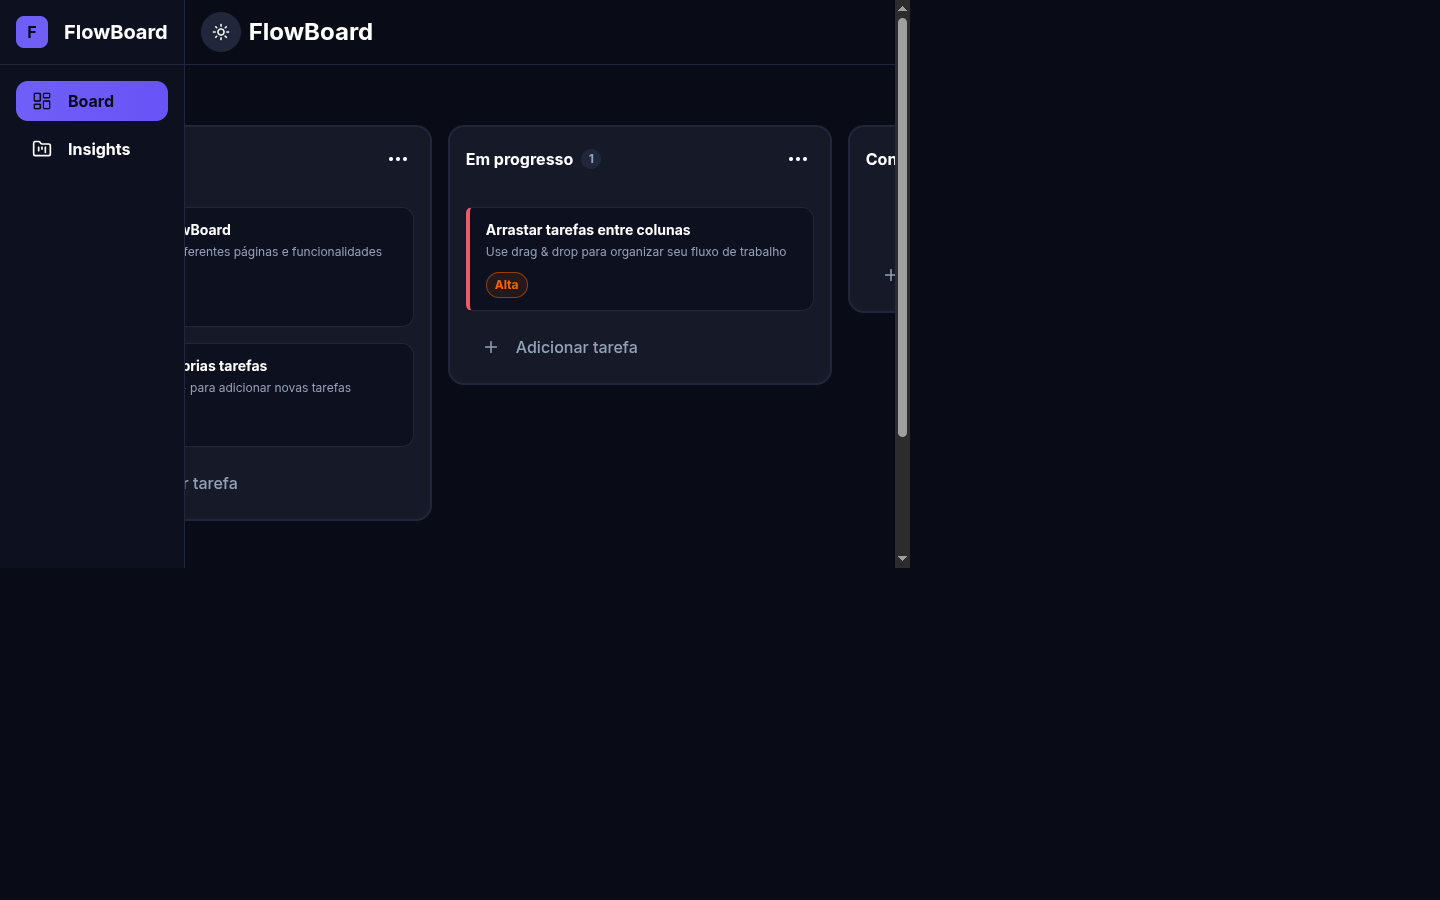 F FlowBoard
FlowBoard
Board
Insights
wBoard
ferentes páginas e funcionalidades
prias tarefas
para adicionar novas tarefas
r tarefa
Em progresso 1
Arrastar tarefas entre colunas
Use drag & drop para organizar seu fluxo de trabalho
Alta
+ Adicionar tarefa
Con
+